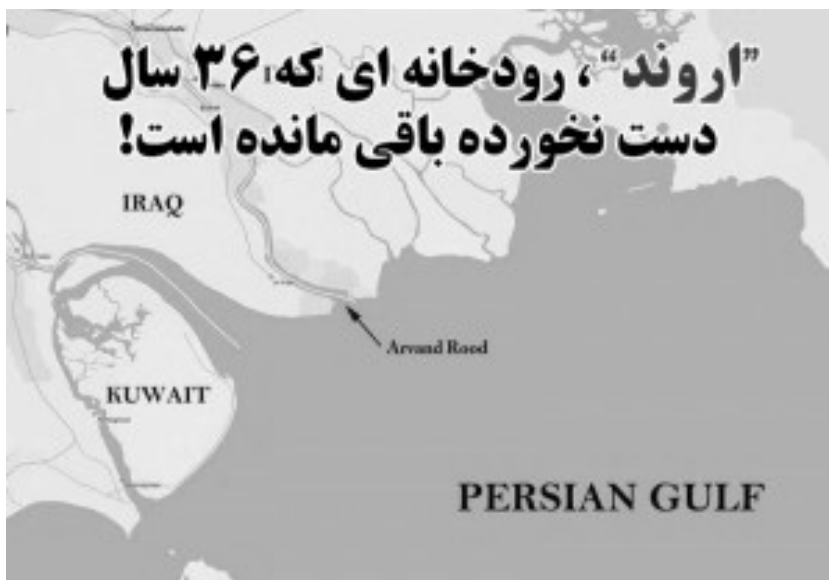 ”اروند“، رودخانه ای که ۳۶ سال
دست نخورده باقی مانده است!
IRAQ
Arvand Rood
KUWAIT
PERSIAN GULF